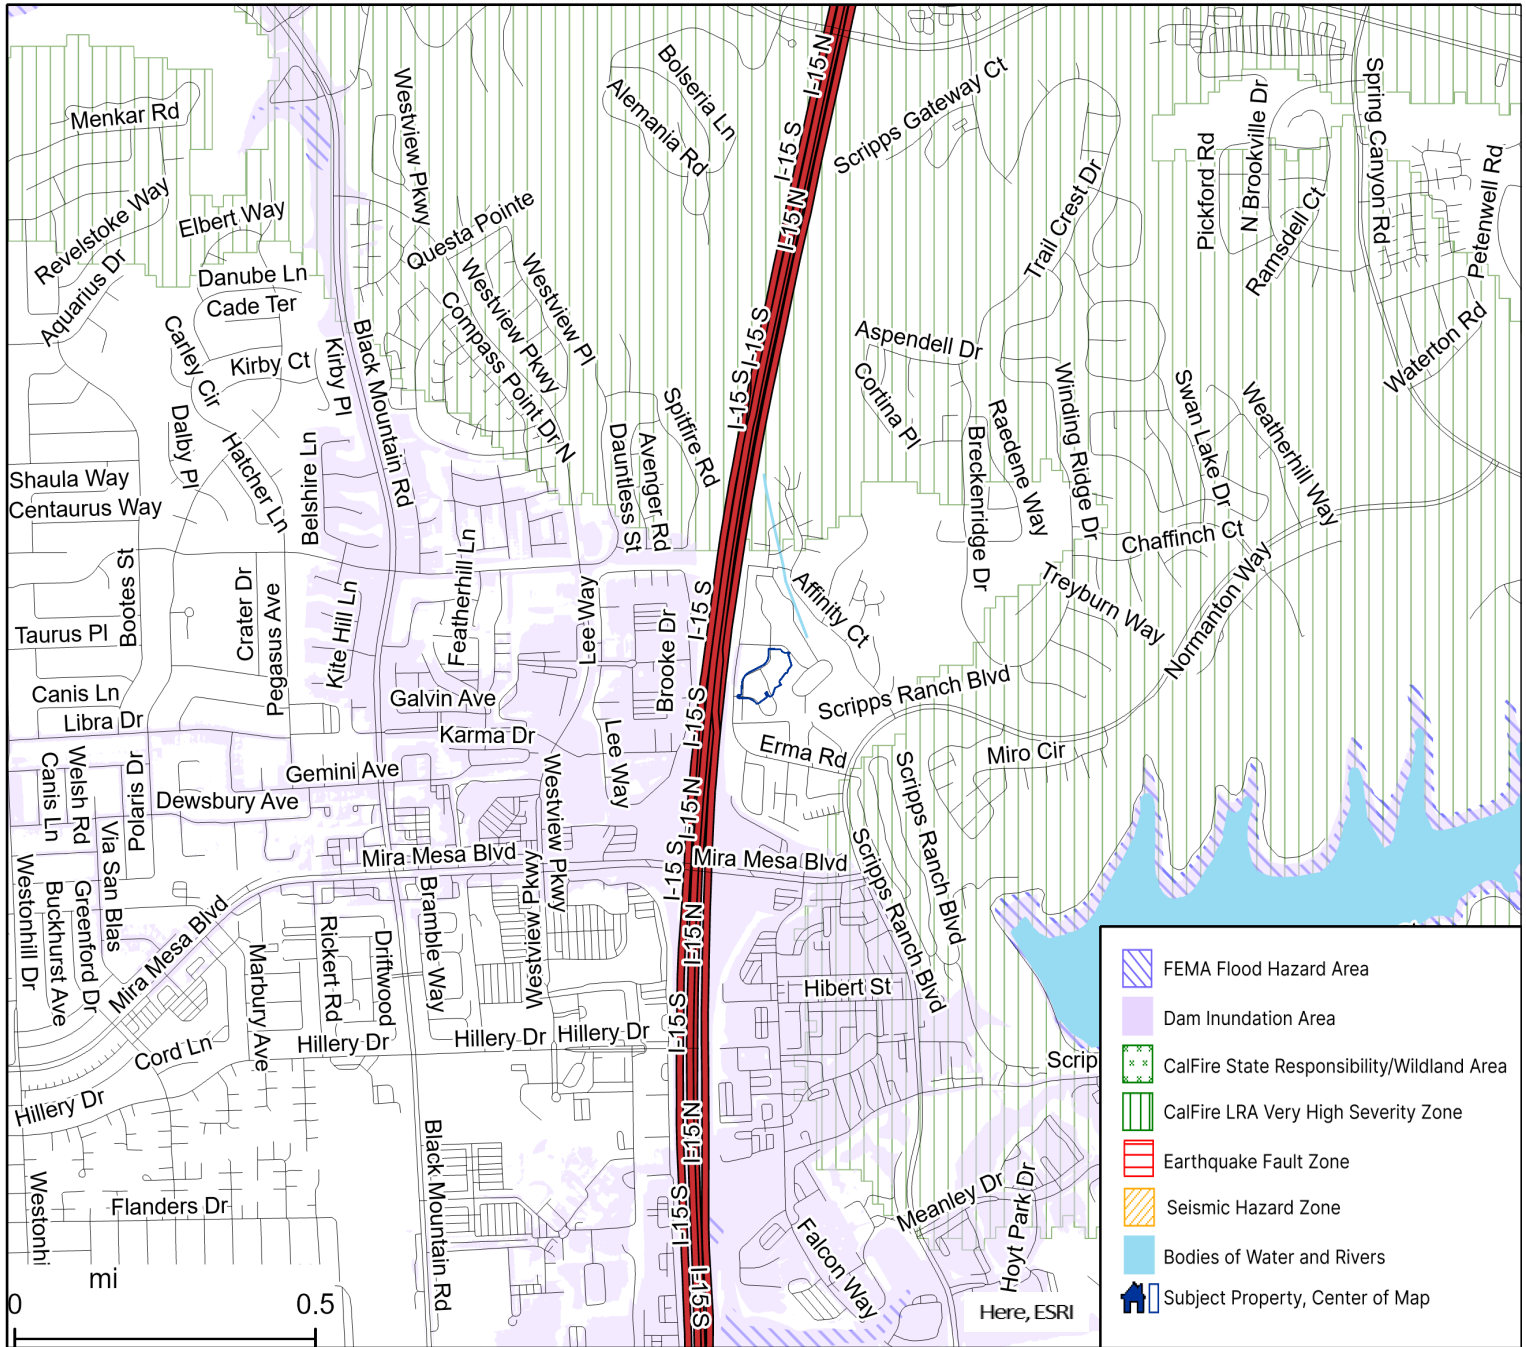 I-15 N
Bolseria Ln
Alemania Rd
Scripps Gateway Ct
Spring Canyon Rd
Menkar Rd
Westview Pkwy
I-15 S
N Brookville Dr
Pickford Rd
Petenwell Rd
Trail Crest Dr
Ramsdell Ct
Revelstoke Way
Elbert Way
Questa Pointe
I-15 N
Aquarius Dr
Danube Ln
Cade Ter
Westview Pkwy
Westview Pl
Compass Point Dr N
Carley Cir
Kirby Ct
Kirby Pl
Black Mountain Rd
I-15 S
I-15 S
Aspendell Dr
Cortina Pl
Winding Ridge Dr
Swan Lake Dr
Weatherhill Way
Waterton Rd
Dalby Pl
Hatcher Ln
Belshire Ln
Dauntless St
Avenger Rd
Spitfire Rd
Breckenridge Dr
Raedene Way
Shaula Way
Centaurus Way
Chaffinch Ct
Bootes St
Crater Dr
Pegasus Ave
Kite Hill Ln
Featherhill Ln
Lee Way
Brooke Dr
I-15 S
Affinity Ct
Treyburn Way
Normanton Way
Taurus Pl
Canis Ln
Libra Dr
Galvin Ave
Karma Dr
Lee Way
I-15 S
Scripps Ranch Blvd
Erma Rd
Miro Cir
Canis Ln
Welsh Rd
Polaris Dr
Gemini Ave
Dewsbury Ave
Westview Pkwy
I-15 N
Scripps Ranch Blvd
Via San Blas
Mira Mesa Blvd
I-15 S
Mira Mesa Blvd
Scripps Ranch Blvd
Westonhill Dr
Buckhurst Ave
Greenford Dr
Mira Mesa Blvd
Marbury Ave
Rickert Rd
Driftwood
Bramble Way
Westview Pkwy
I-15 N
Hibert St
I-15 S
Cord Ln
Hillery Dr
Hillery Dr
Hillery Dr
Hillery Dr
Scrip
I-15 N
Black Mountain Rd
Westonhi
Flanders Dr
I-15 S
Falcon Way
Meanley Dr
Hoyt Park Dr
I-15 S
mi
0
0.5
Here, ESRI
FEMA Flood Hazard Area
Dam Inundation Area
CalFire State Responsibility/Wildland Area
CalFire LRA Very High Severity Zone
Earthquake Fault Zone
Seismic Hazard Zone
Bodies of Water and Rivers
Subject Property, Center of Map